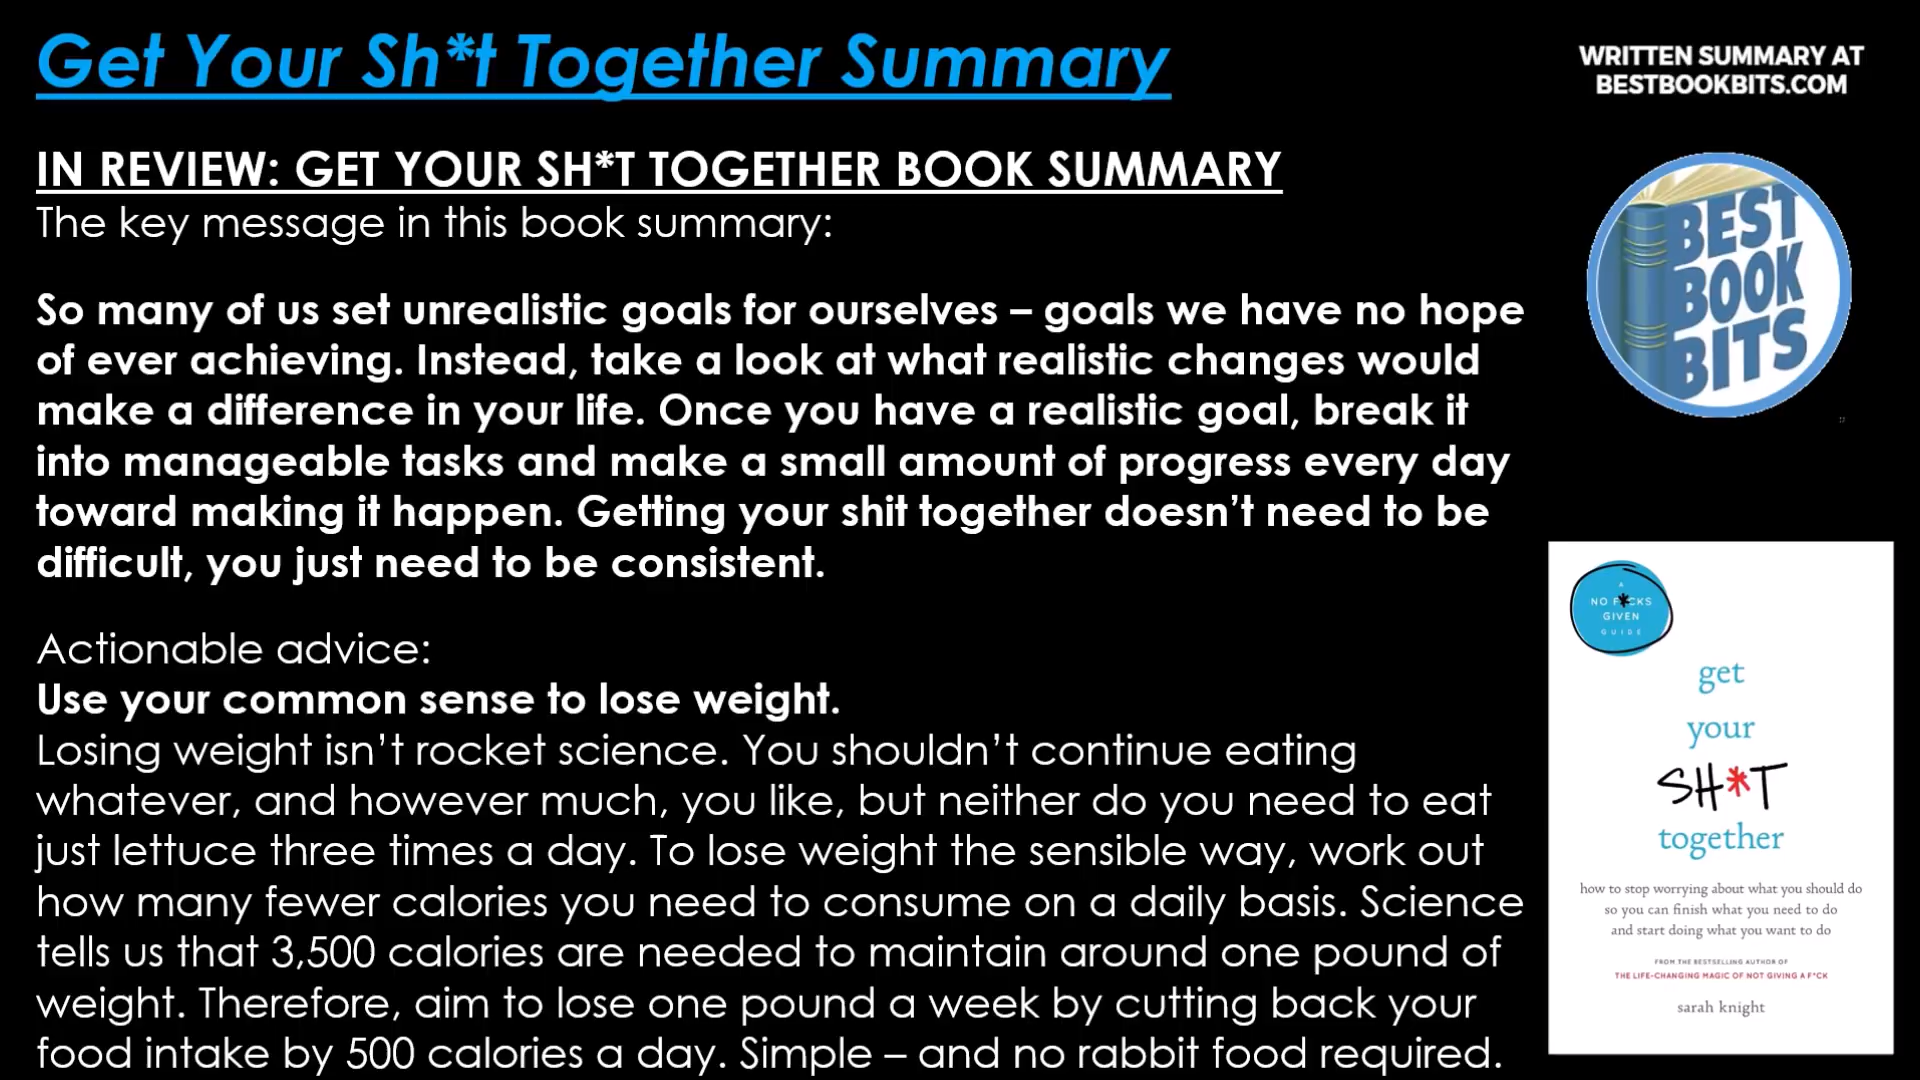 Get Your Sh*t Together Summary
WRITTEN SUMMARY AT
BESTBOOKBITS.COM
IN REVIEW: GET YOUR SH*T TOGETHER BOOK SUMMARY
The key message in this book summary:
So many of us set unrealistic goals for ourselves – goals we have no hope
of ever achieving. Instead, take a look at what realistic changes would
make a difference in your life. Once you have a realistic goal, break it
into manageable tasks and make a small amount of progress every day
toward making it happen. Getting your shit together doesn’t need to be
difficult, you just need to be consistent.
Actionable advice:
Use your common sense to lose weight.
Losing weight isn’t rocket science. You shouldn’t continue eating
whatever, and however much, you like, but neither do you need to eat
just lettuce three times a day. To lose weight the sensible way, work out
how many fewer calories you need to consume on a daily basis. Science
tells us that 3,500 calories are needed to maintain around one pound of
weight. Therefore, aim to lose one pound a week by cutting back your
food intake by 500 calories a day. Simple – and no rabbit food required.
BEST
BOOK
BITS
A
NO F*CKS
GIVEN
GUIDE
get
your
SH*T
together
how to stop worrying about what you should do
so you can finish what you need to do
and start doing what you want to do
FROM THE BESTSELLING AUTHOR OF
THE LIFE-CHANGING MAGIC OF NOT GIVING A F*CK
sarah knight